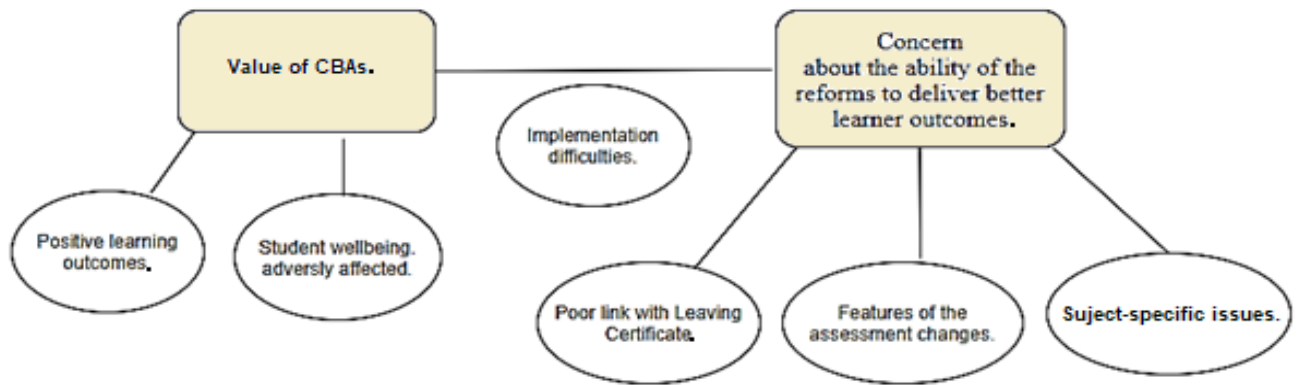 Value of CBAs.
Concern
about the ability of the
reforms to deliver better
learner outcomes.
Implementation
difficulties.
Positive learning
outcomes.
Student wellbeing.
adversly affected.
Poor link with Leaving
Certificate.
Features of the
assessment changes.
Suject-specific issues.